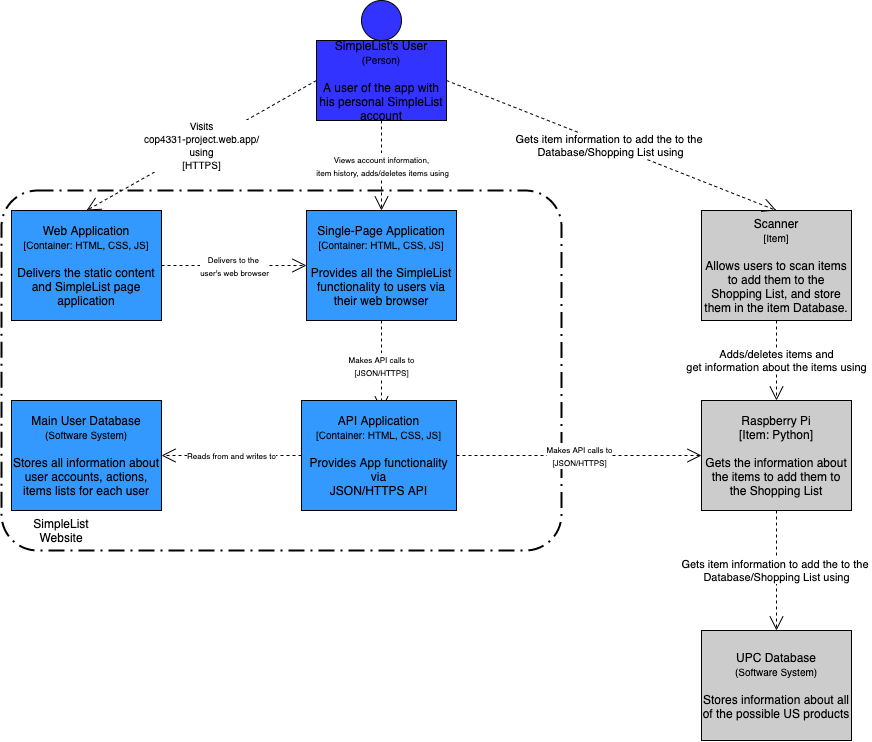 SimpleList's User
(Person)
A user of the app with
his personal SimpleList
account
Visits
cop4331-project.web.app/
using
[HTTPS]
Views account information,
item history, adds/deletes items using
Gets item information to add the to the
Database/Shopping List using
Web Application
[Container: HTML, CSS, JS]
Delivers the static content
and SimpleList page
application
Delivers to the
user's web browser
Single-Page Application
[Container: HTML, CSS, JS]
Provides all the SimpleList
functionality to users via
their web browser
Scanner
[Item]
Allows users to scan items
to add them to the
Shopping List, and store
them in the item Database.
Makes API calls to
[JSON/HTTPS]
Adds/deletes items and
get information about the items using
Main User Database
(Software System)
Stores all information about
user accounts, actions,
items lists for each user
Reads from and writes to
API Application
[Container: HTML, CSS, JS]
Provides App functionality
via
JSON/HTTPS API
Makes API calls to
[JSON/HTTPS]
Raspberry Pi
[Item: Python]
Gets the information about
the items to add them to
the Shopping List
SimpleList
Website
Gets item information to add the to the
Database/Shopping List using
UPC Database
(Software System)
Stores information about all
of the possible US products